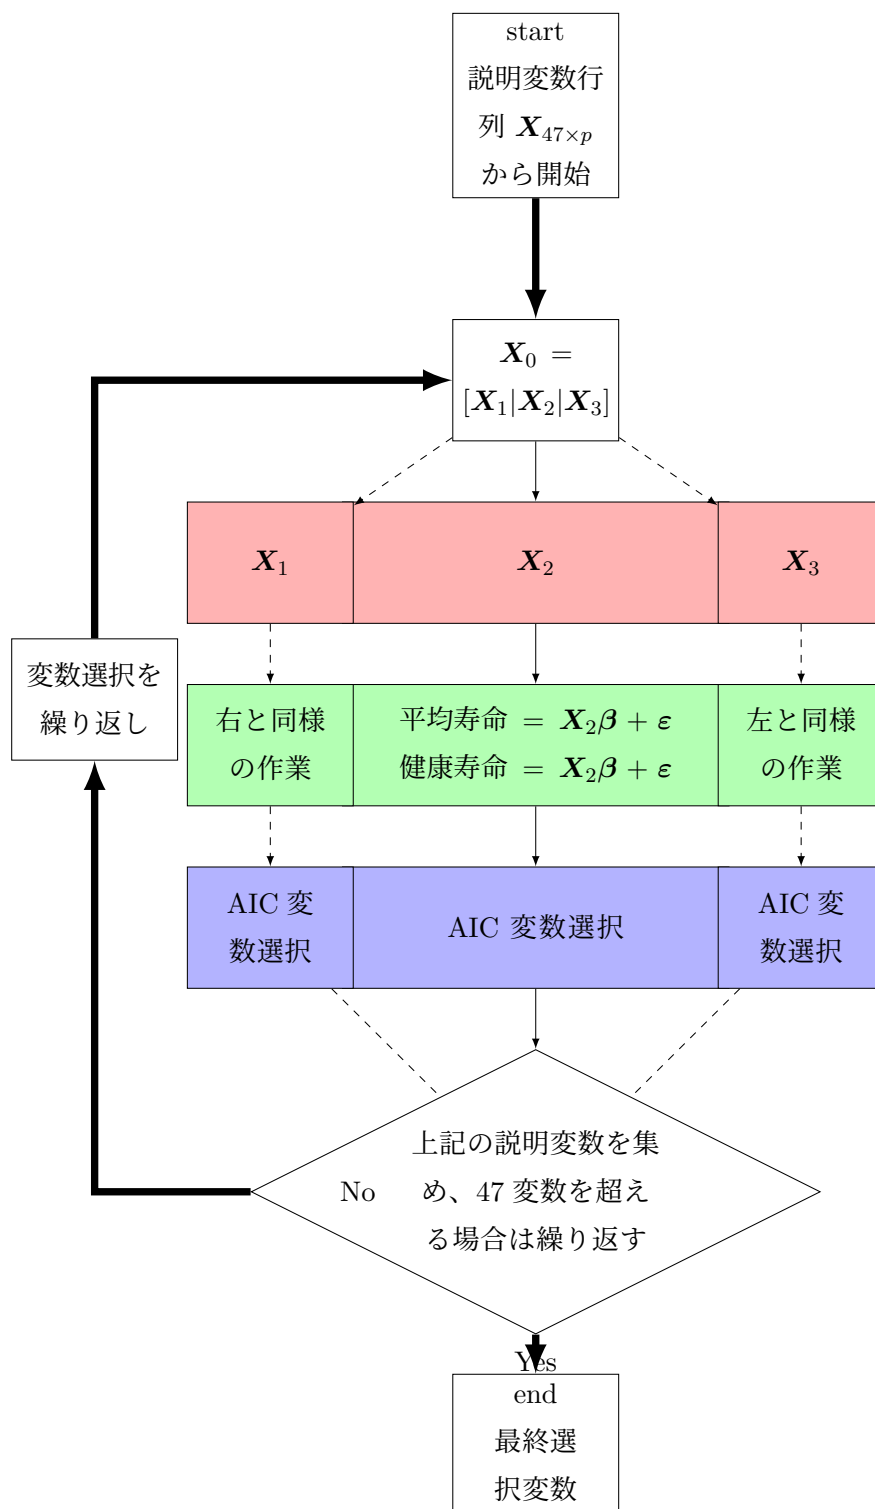 start
説明変数行
列 X₄₇ₓₚ
から開始
X₀ =
[X₁|X₂|X₃]
X₁
X₂
X₃
変数選択を
繰り返し
右と同様
の作業
平均寿命 = X₂β + ε
健康寿命 = X₂β + ε
左と同様
の作業
AIC 変
数選択
AIC 変数選択
AIC 変
数選択
上記の説明変数を集
め、47 変数を超え
る場合は繰り返す
No
Yes
end
最終選
択変数